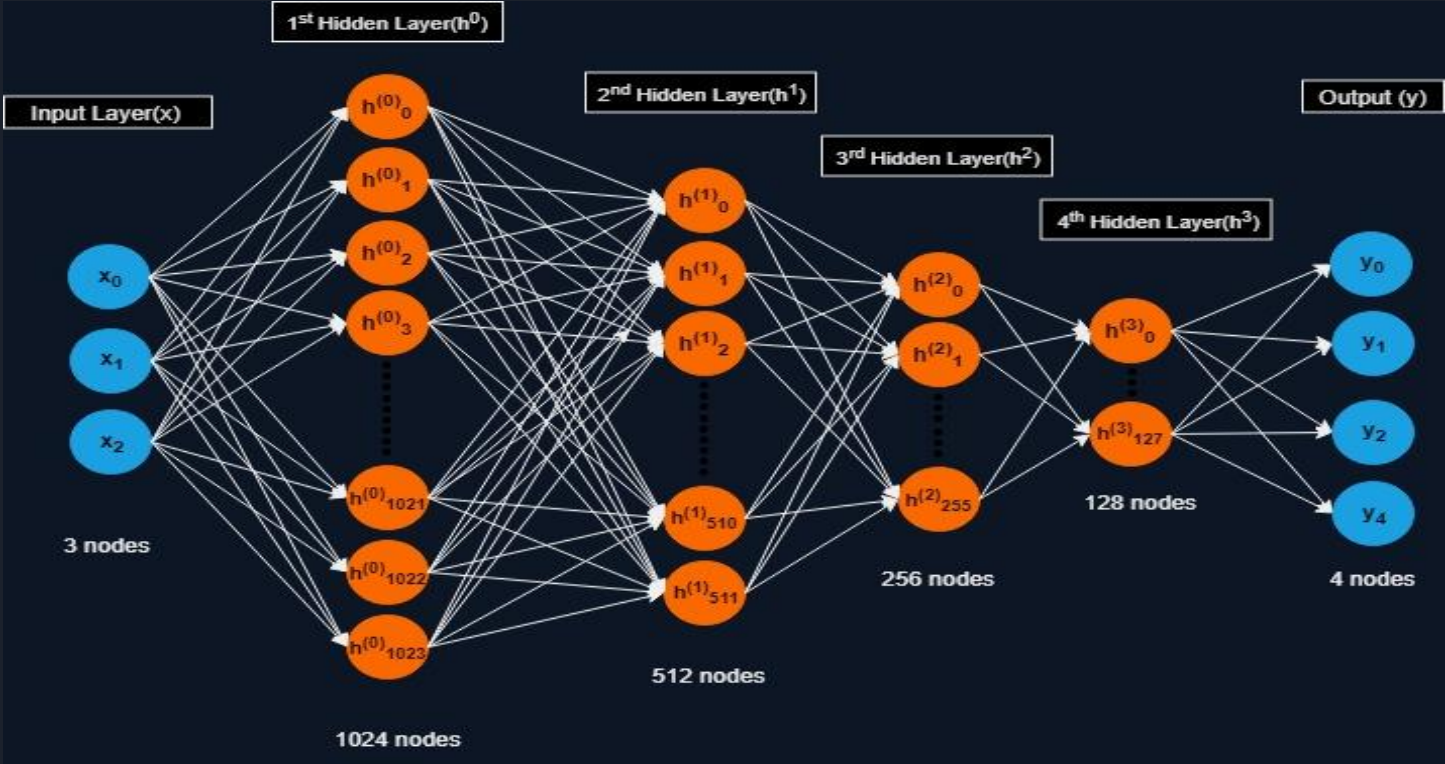 1st Hidden Layer(h0)
Input Layer(x)
2nd Hidden Layer(h1)
3rd Hidden Layer(h2)
4th Hidden Layer(h3)
Output (y)
x0
x1
x2
3 nodes
h(0)0
h(0)1
h(0)2
h(0)3
h(0)1021
h(0)1022
h(0)1023
1024 nodes
h(1)0
h(1)1
h(1)2
h(1)510
h(1)511
512 nodes
h(2)0
h(2)1
h(2)255
256 nodes
h(3)0
h(3)127
128 nodes
y0
y1
y2
y4
4 nodes